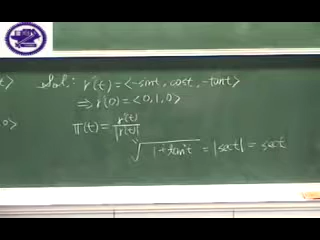 t>
Sol: r'(t) = <-sint, cost, -tant>
⇒ r'(0) = <0, 1, 0>
, 0>
T(t) = r'(t) / |r'(t)|
√(1+tan²t) = |sect| = sect